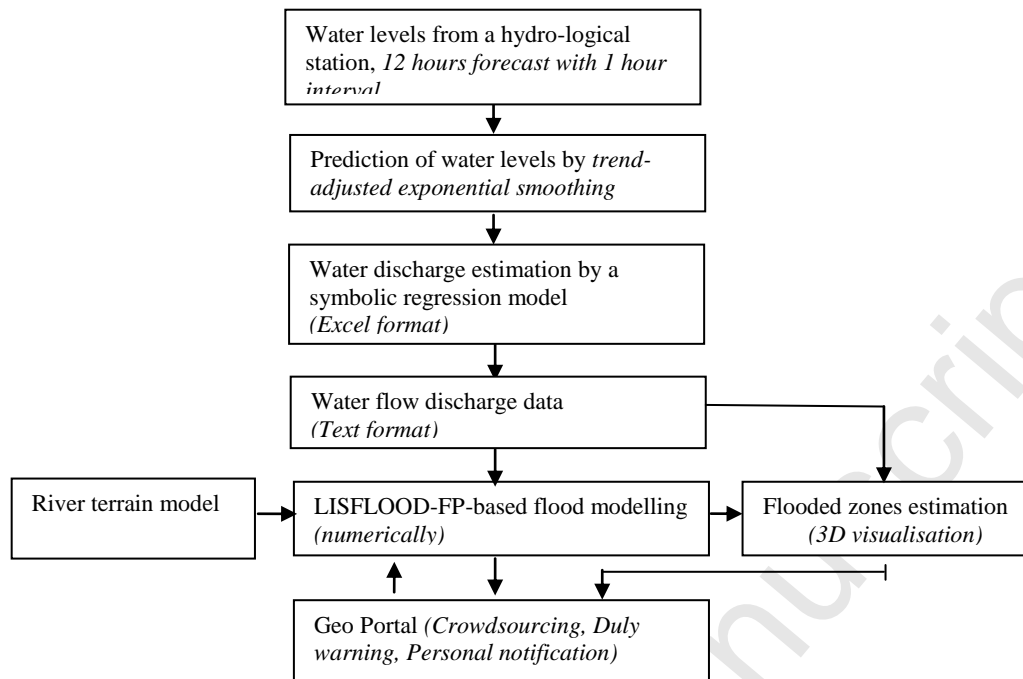 Water levels from a hydro-logical
station, 12 hours forecast with 1 hour
interval
Prediction of water levels by trend-
adjusted exponential smoothing
Water discharge estimation by a
symbolic regression model
(Excel format)
Water flow discharge data
(Text format)
River terrain model
LISFLOOD-FP-based flood modelling
(numerically)
Flooded zones estimation
(3D visualisation)
Geo Portal (Crowdsourcing, Duly
warning, Personal notification)
nuscrip